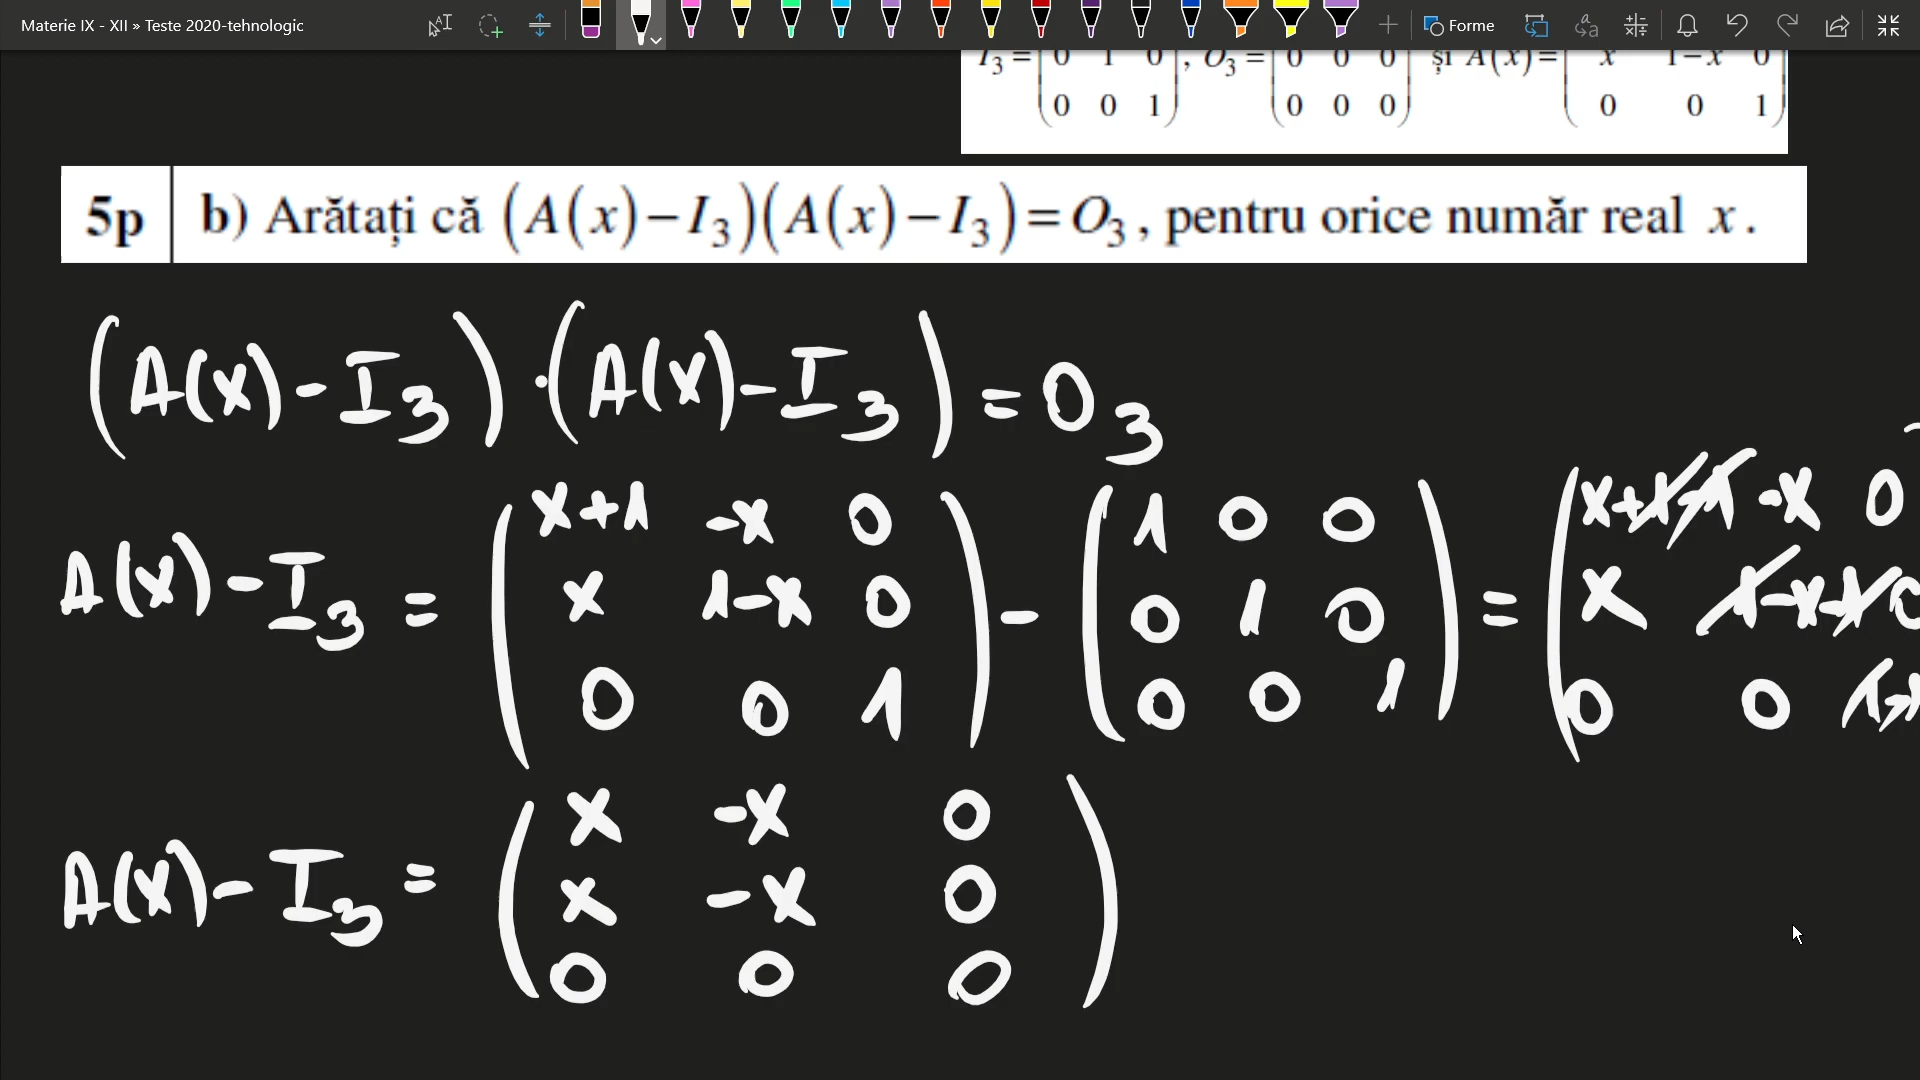 Materie IX - XII » Teste 2020-tehnologic
Forme
I₃ = (0 1 0, O₃ = (0 0 0) și A(x) = (x 1−x 0
0 0 1) 0 0 0) 0 0 1)
5p b) Arătați că (A(x)−I₃)(A(x)−I₃)=O₃, pentru orice număr real x.
(A(x)-I₃)·(A(x)-I₃)=O₃
x+1 -x 0 1 0 0 x+1-1 -x 0
A(x)-I₃ = x 1-x 0 - 0 1 0 = x 1-x-1 0
0 0 1 0 0 1 0 0 1-1
x -x 0
A(x)-I₃ = x -x 0
0 0 0